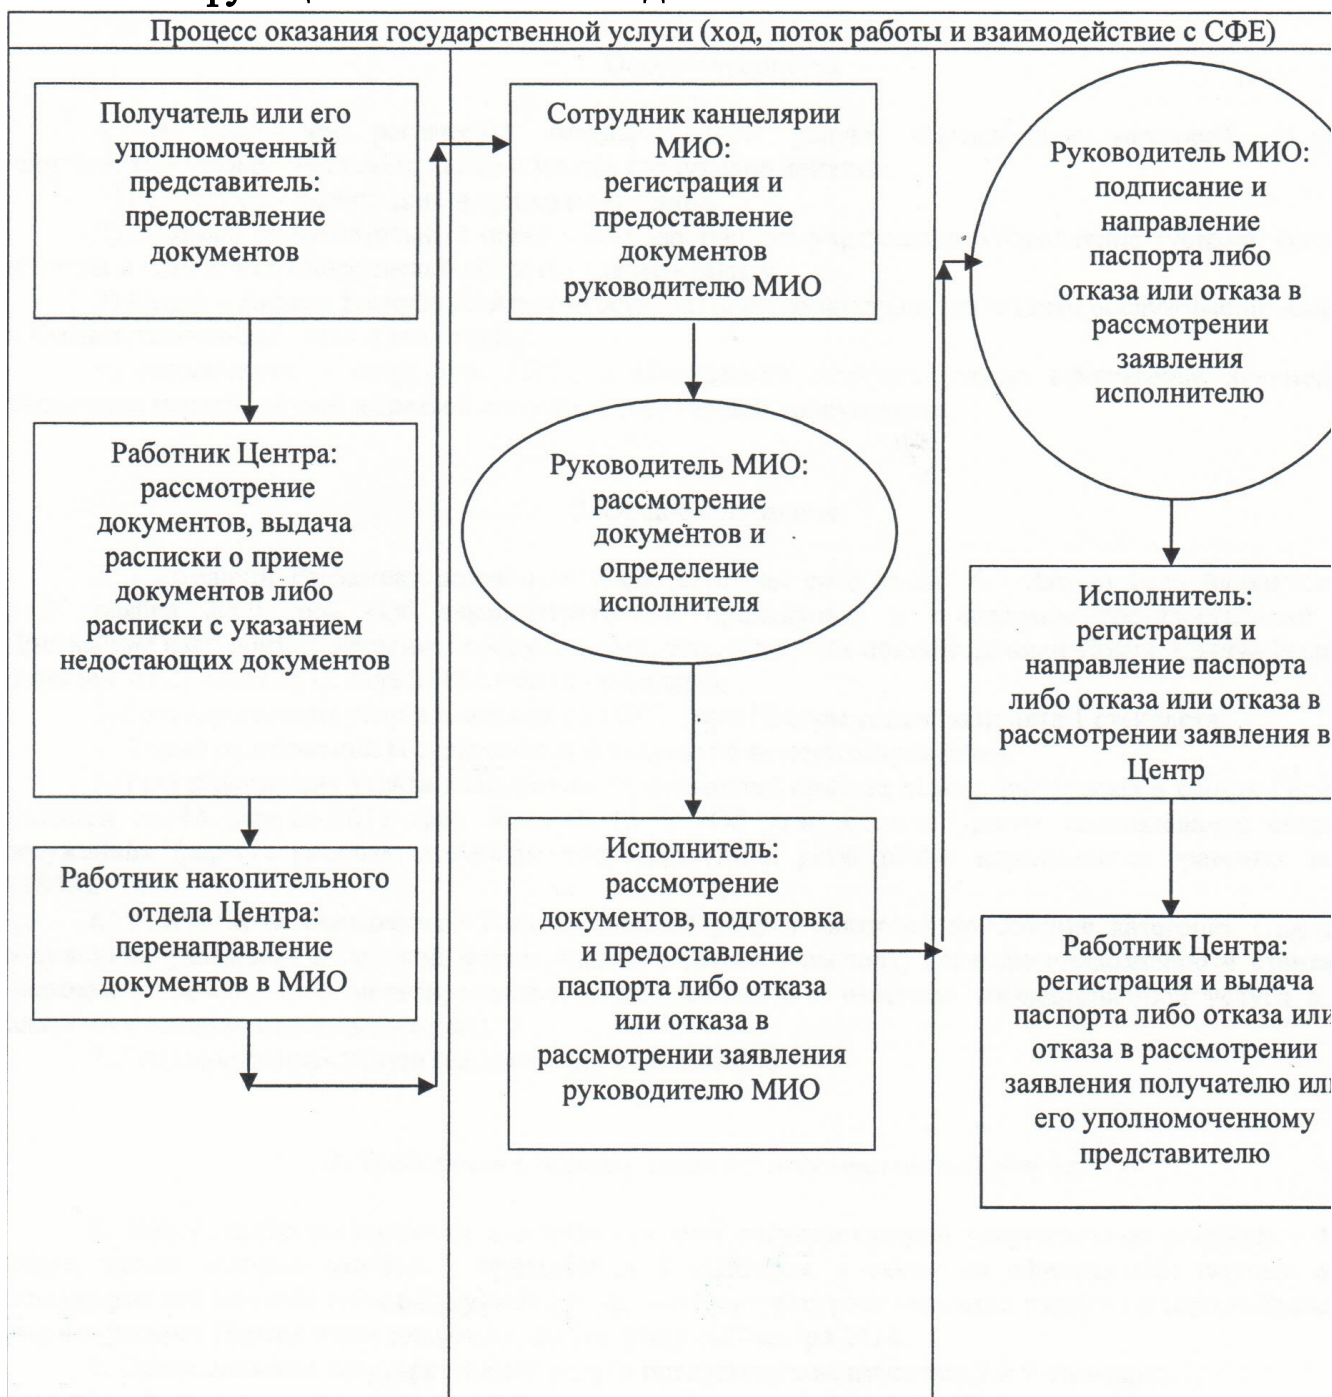 Процесс оказания государственной услуги (ход, поток работы и взаимодействие с СФЕ)
Получатель или его
уполномоченный
представитель:
предоставление
документов
Работник Центра:
рассмотрение
документов, выдача
расписки о приеме
документов либо
расписки с указанием
недостающих документов
Работник накопительного
отдела Центра:
перенаправление
документов в МИО
Сотрудник канцелярии
МИО:
регистрация и
предоставление
документов
руководителю МИО
Руководитель МИО:
рассмотрение
документов и
определение
исполнителя
Исполнитель:
рассмотрение
документов, подготовка
и предоставление
паспорта либо отказа
или отказа в
рассмотрении заявления
руководителю МИО
Руководитель МИО:
подписание и
направление
паспорта либо
отказа или отказа в
рассмотрении
заявления
исполнителю
Исполнитель:
регистрация и
направление паспорта
либо отказа или отказа в
рассмотрении заявления в
Центр
Работник Центра:
регистрация и выдача
паспорта либо отказа или
отказа в рассмотрении
заявления получателю или
его уполномоченному
представителю